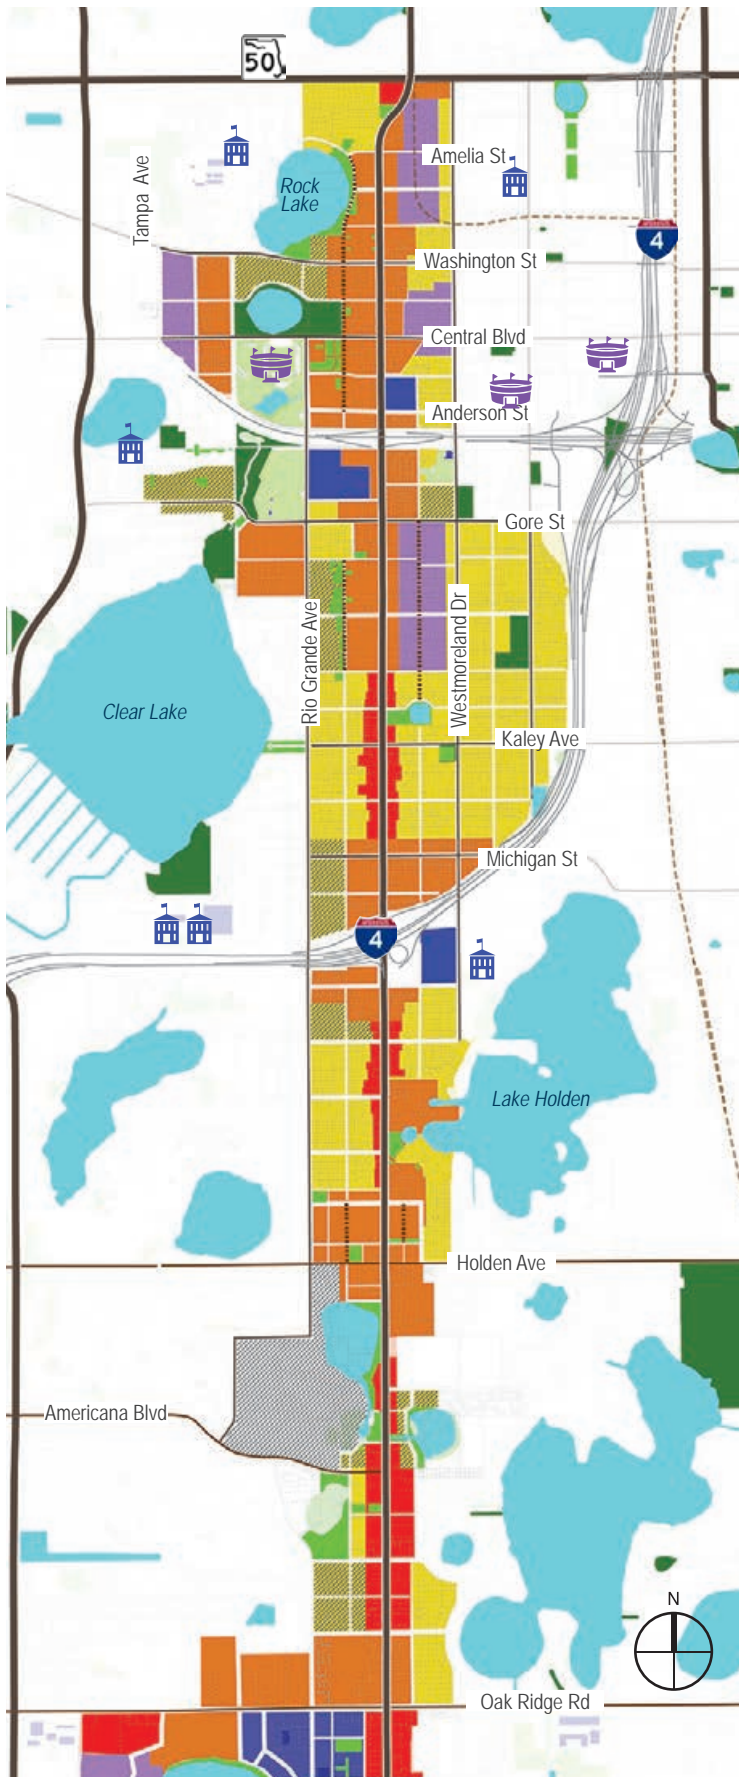 50
Amelia St
Tampa Ave
Rock
Lake
4
Washington St
Central Blvd
Anderson St
Gore St
Rio Grande Ave
Westmoreland Dr
Clear Lake
Kaley Ave
Michigan St
4
Lake Holden
Holden Ave
Americana Blvd
N
Oak Ridge Rd